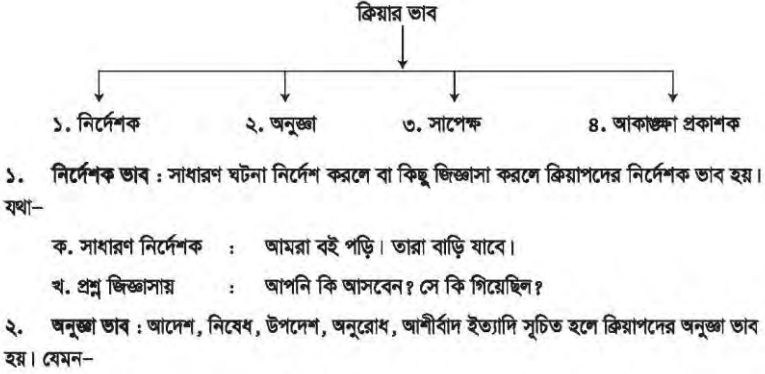 ক্রিয়ার ভাব
১. নির্দেশক ২. অনুজ্ঞা ৩. সাপেক্ষ ৪. আকাঙ্ক্ষা প্রকাশক
১. নির্দেশক ভাব : সাধারণ ঘটনা নির্দেশ করলে বা কিছু জিজ্ঞাসা করলে ক্রিয়াপদের নির্দেশক ভাব হয়।
যথা–
ক. সাধারণ নির্দেশক : আমরা বই পড়ি। তারা বাড়ি যাবে।
খ. প্রশ্ন জিজ্ঞাসায় : আপনি কি আসবেন? সে কি গিয়েছিল?
২. অনুজ্ঞা ভাব : আদেশ, নিষেধ, উপদেশ, অনুরোধ, আশীর্বাদ ইত্যাদি সূচিত হলে ক্রিয়াপদের অনুজ্ঞা ভাব
হয়। যেমন–